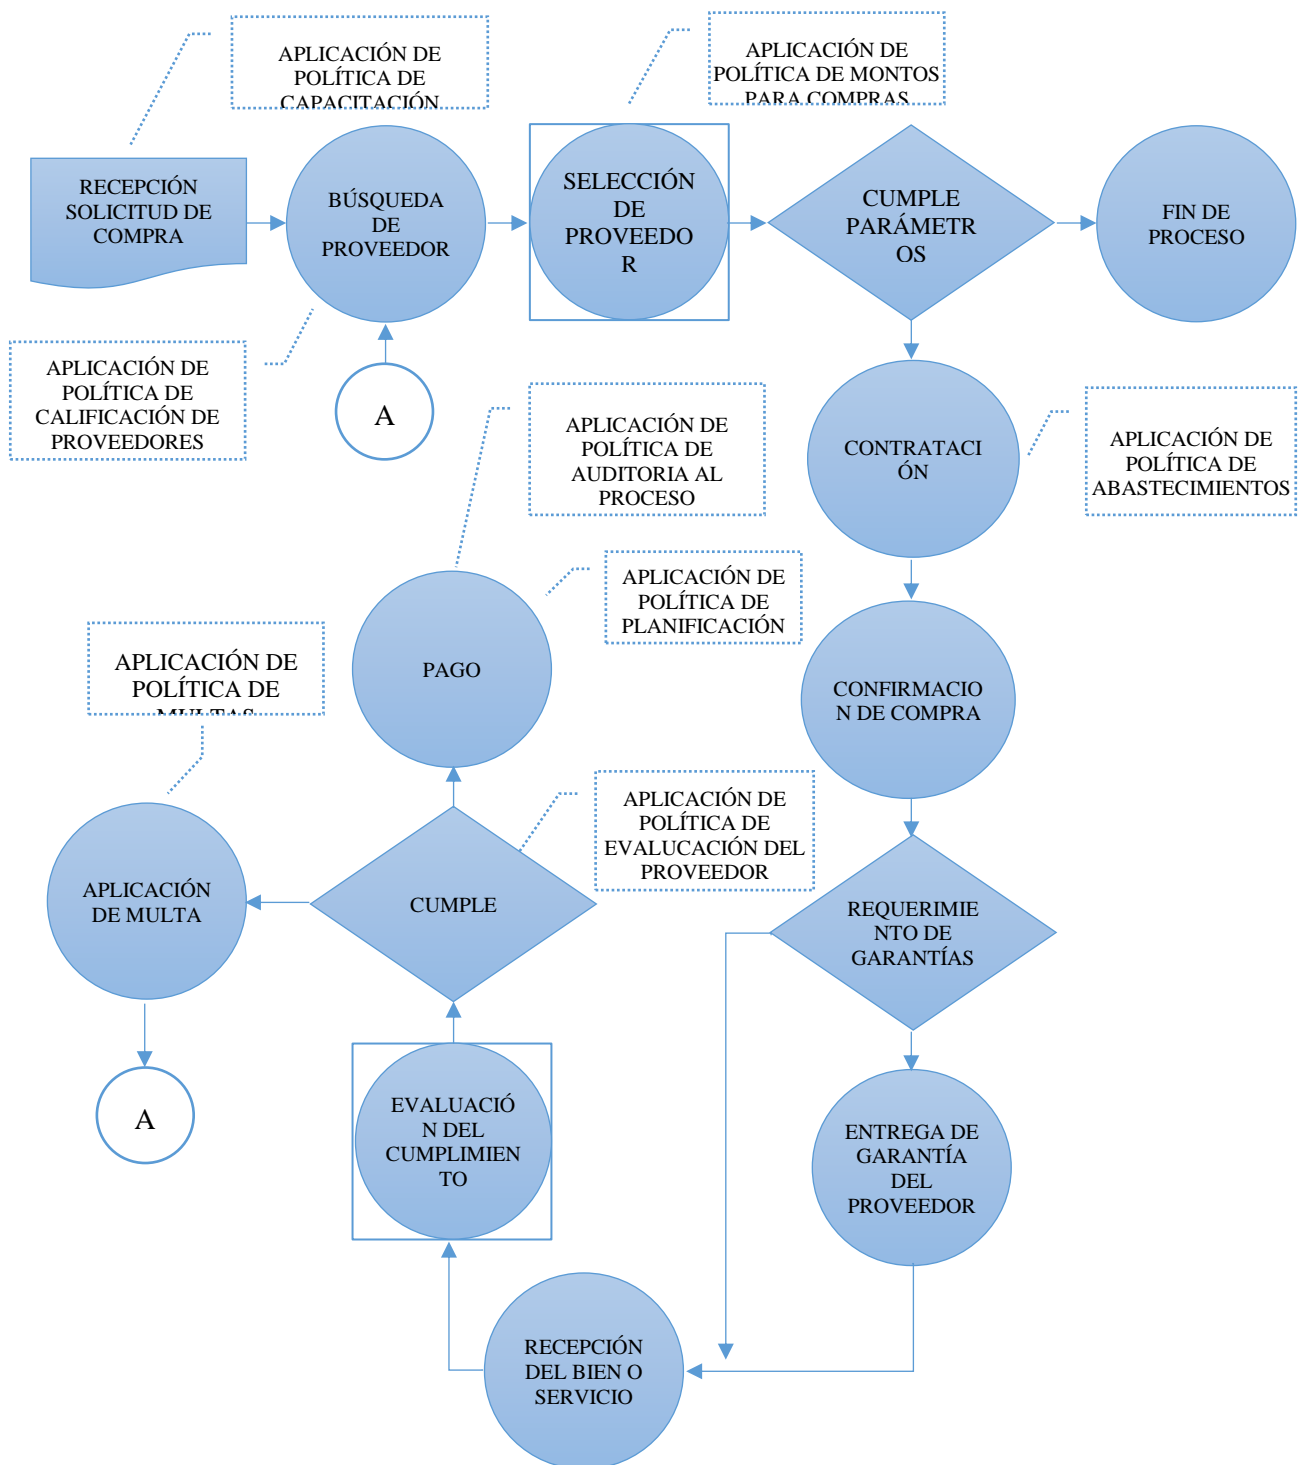 APLICACIÓN DE
POLÍTICA DE
CAPACITACIÓN
APLICACIÓN DE
POLÍTICA DE MONTOS
PARA COMPRAS
RECEPCIÓN
SOLICITUD DE
COMPRA
BÚSQUEDA
DE
PROVEEDOR
SELECCIÓN
DE
PROVEEDO
R
CUMPLE
PARÁMETR
OS
FIN DE
PROCESO
APLICACIÓN DE
POLÍTICA DE
CALIFICACIÓN DE
PROVEEDORES
A
APLICACIÓN DE
POLÍTICA DE
AUDITORIA AL
PROCESO
CONTRATACI
ÓN
APLICACIÓN DE
POLÍTICA DE
ABASTECIMIENTOS
APLICACIÓN DE
POLÍTICA DE
PLANIFICACIÓN
APLICACIÓN DE
POLÍTICA DE
MULTAS
PAGO
CONFIRMACIO
N DE COMPRA
APLICACIÓN DE
POLÍTICA DE
EVALUCACIÓN DEL
PROVEEDOR
APLICACIÓN
DE MULTA
CUMPLE
REQUERIMIE
NTO DE
GARANTÍAS
A
EVALUACIÓ
N DEL
CUMPLIMIEN
TO
ENTREGA DE
GARANTÍA
DEL
PROVEEDOR
RECEPCIÓN
DEL BIEN O
SERVICIO